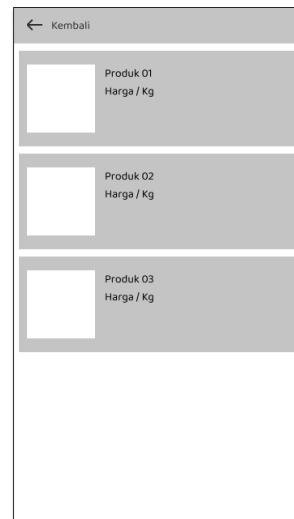 Kembali
Produk 01
Harga / Kg
Produk 02
Harga / Kg
Produk 03
Harga / Kg